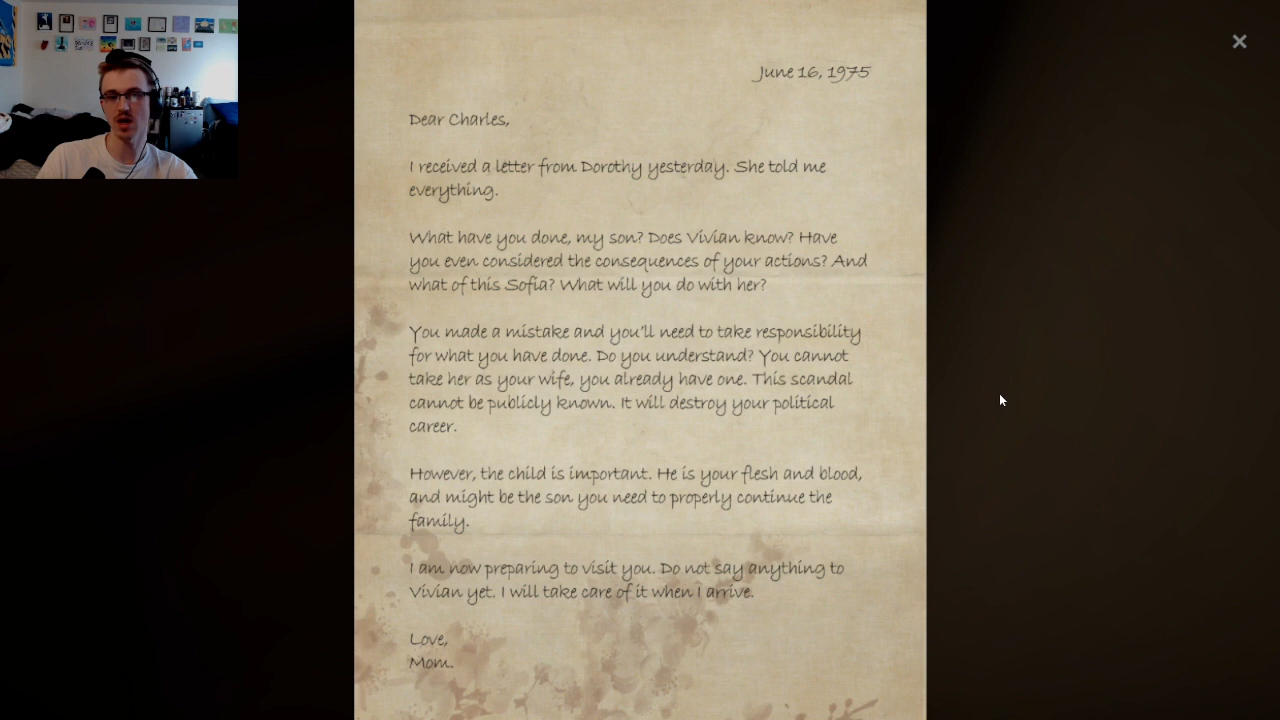 June 16, 1975
Dear Charles,
I received a letter from Dorothy yesterday. She told me
everything.
What have you done, my son? Does Vivian know? Have
you even considered the consequences of your actions? And
what of this Sofia? What will you do with her?
You made a mistake and you'll need to take responsibility
for what you have done. Do you understand? You cannot
take her as your wife, you already have one. This scandal
cannot be publicly known. It will destroy your political
career.
However, the child is important. He is your flesh and blood,
and might be the son you need to properly continue the
family.
I am now preparing to visit you. Do not say anything to
Vivian yet. I will take care of it when I arrive.
Love,
Mom.